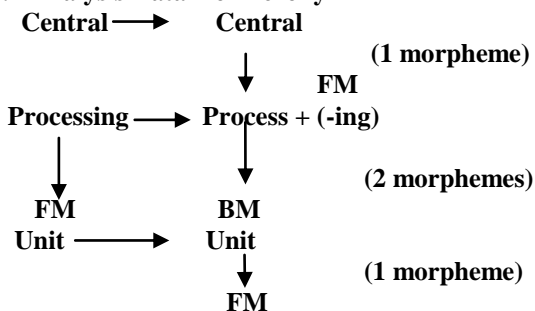 Central Central
(1 morpheme)
FM
Processing Process + (-ing)
(2 morphemes)
FM BM
Unit Unit
(1 morpheme)
FM